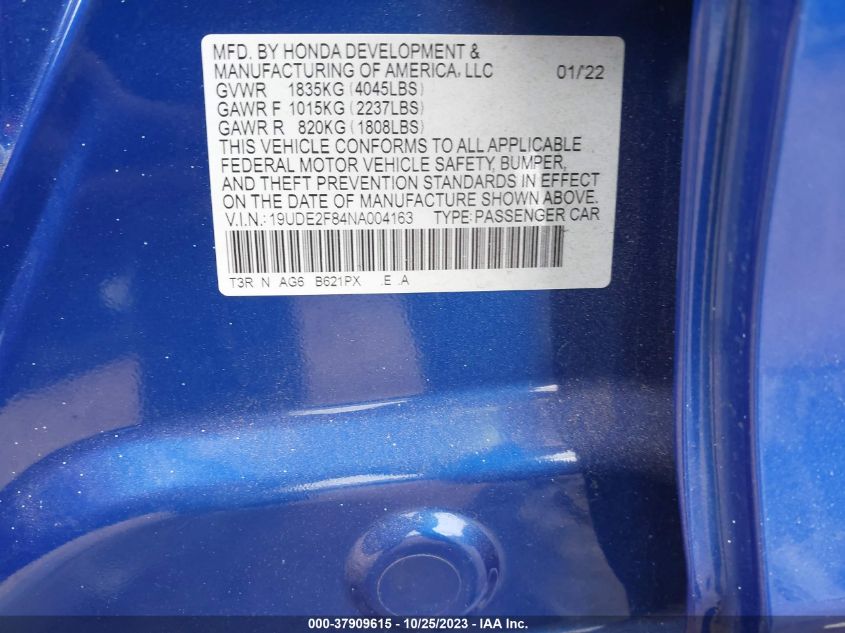 MFD. BY HONDA DEVELOPMENT &
MANUFACTURING OF AMERICA, LLC 01/'22
GVWR 1835KG (4045LBS)
GAWR F 1015KG (2237LBS)
GAWR R 820KG (1808LBS)
THIS VEHICLE CONFORMS TO ALL APPLICABLE
FEDERAL MOTOR VEHICLE SAFETY, BUMPER,
AND THEFT PREVENTION STANDARDS IN EFFECT
ON THE DATE OF MANUFACTURE SHOWN ABOVE.
V.I.N.: 19UDE2F84NA004163 TYPE: PASSENGER CAR
T3R N AG6 B621PX .E .A
000-37909615 - 10/25/2023 - IAA Inc.